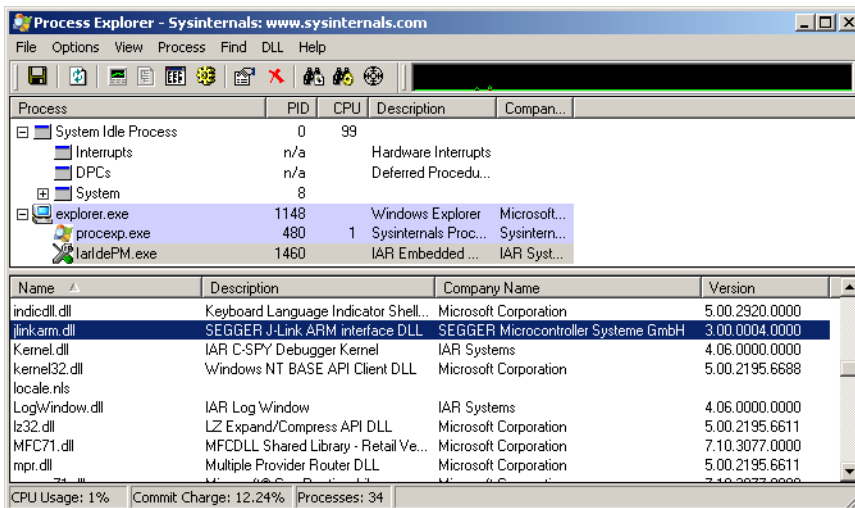 Process Explorer - Sysinternals: www.sysinternals.com
File Options View Process Find DLL Help
Process PID CPU Description Compan...
System Idle Process 0 99
Interrupts n/a Hardware Interrupts
DPCs n/a Deferred Procedu...
System 8
explorer.exe 1148 Windows Explorer Microsoft...
procexp.exe 480 1 Sysinternals Proc... Sysintern...
IarIdePM.exe 1460 IAR Embedded ... IAR Syst...
Name Description Company Name Version
indicdll.dll Keyboard Language Indicator Shell... Microsoft Corporation 5.00.2920.0000
jlinkarm.dll SEGGER J-Link ARM interface DLL SEGGER Microcontroller Systeme GmbH 3.00.0004.0000
Kernel.dll IAR C-SPY Debugger Kernel IAR Systems 4.06.0000.0000
kernel32.dll Windows NT BASE API Client DLL Microsoft Corporation 5.00.2195.6688
locale.nls
LogWindow.dll IAR Log Window IAR Systems 4.06.0000.0000
lz32.dll LZ Expand/Compress API DLL Microsoft Corporation 5.00.2195.6611
MFC71.dll MFCDLL Shared Library - Retail Ve... Microsoft Corporation 7.10.3077.0000
mpr.dll Multiple Provider Router DLL Microsoft Corporation 5.00.2195.6611
CPU Usage: 1% Commit Charge: 12.24% Processes: 34